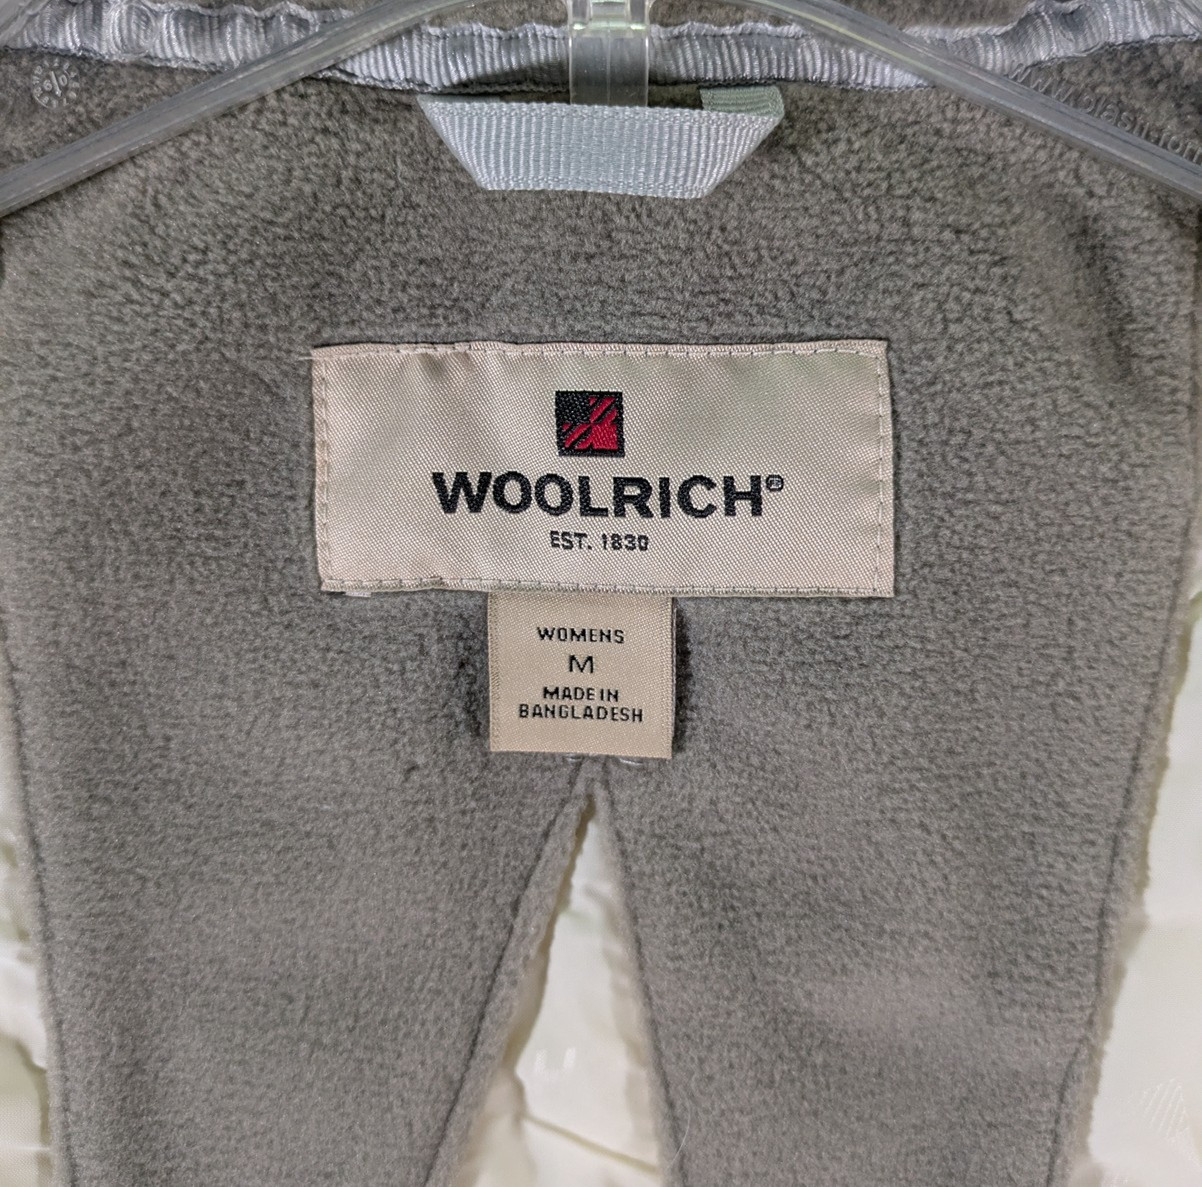 WOOLRICH®
EST. 1830
WOMENS
M
MADE IN
BANGLADESH